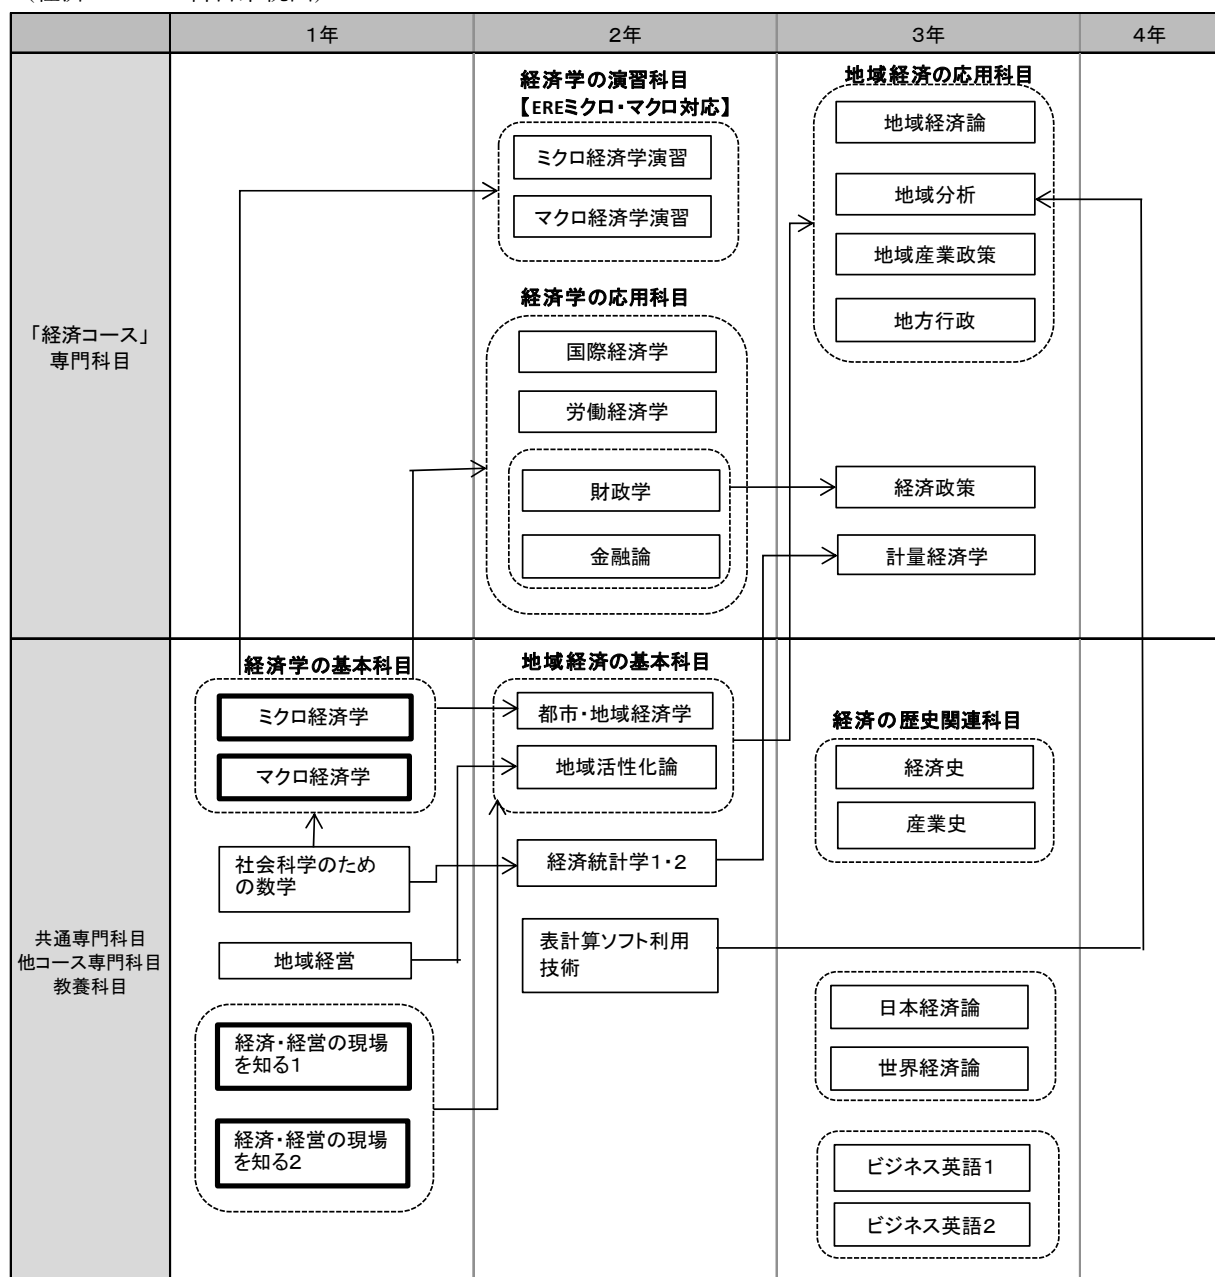 1年
2年
3年
4年
「経済コース」
専門科目
経済学の演習科目
【EREミクロ・マクロ対応】
ミクロ経済学演習
マクロ経済学演習
経済学の応用科目
国際経済学
労働経済学
財政学
金融論
地域経済の応用科目
地域経済論
地域分析
地域産業政策
地方行政
経済政策
計量経済学
共通専門科目
他コース専門科目
教養科目
経済学の基本科目
ミクロ経済学
マクロ経済学
社会科学のため
の数学
地域経営
経済・経営の現場
を知る1
経済・経営の現場
を知る2
地域経済の基本科目
都市・地域経済学
地域活性化論
経済統計学1・2
表計算ソフト利用
技術
経済の歴史関連科目
経済史
産業史
日本経済論
世界経済論
ビジネス英語1
ビジネス英語2